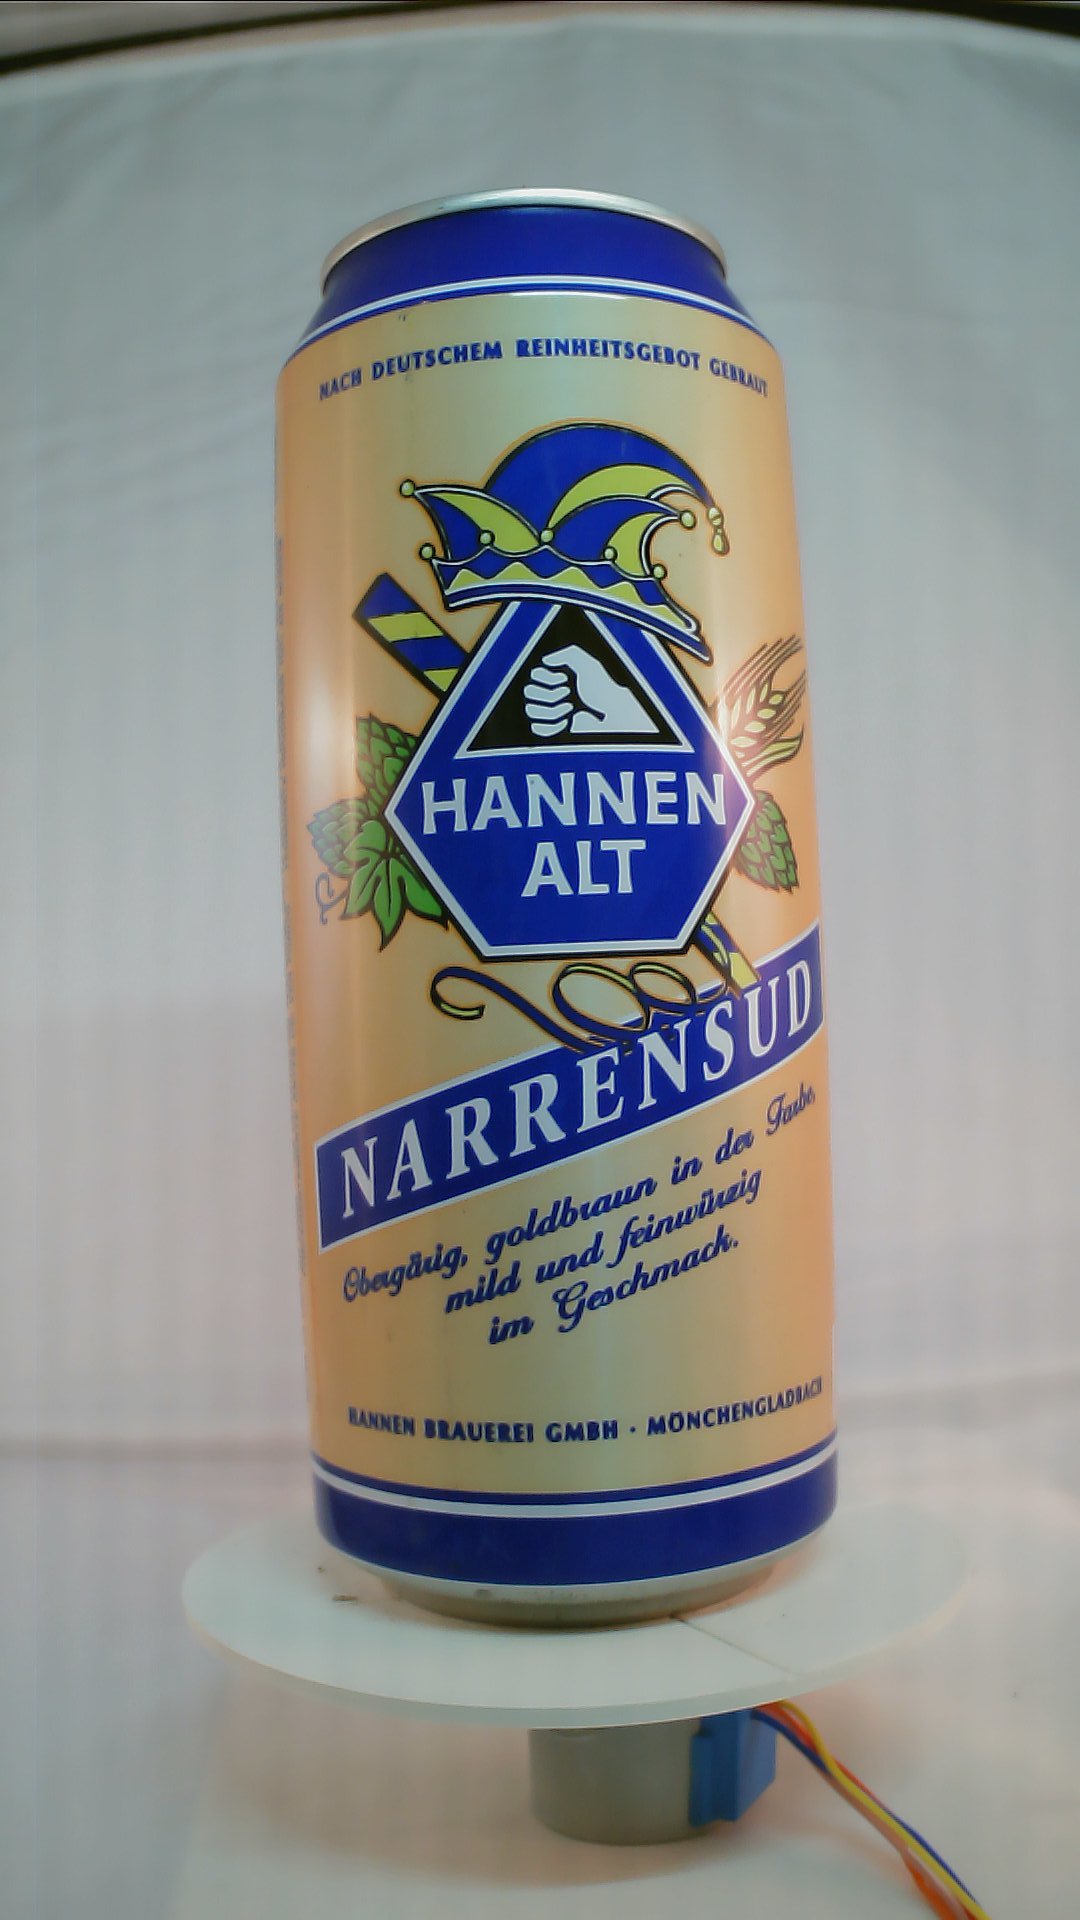 NACH DEUTSCHEM REINHEITSGEBOT GEBRAUT
HANNEN
ALT
NARRENSUD
Obergärig, goldbraun in der Farbe,
mild und feinwürzig
im Geschmack.
HANNEN BRAUEREI GMBH · MÖNCHENGLADBACH